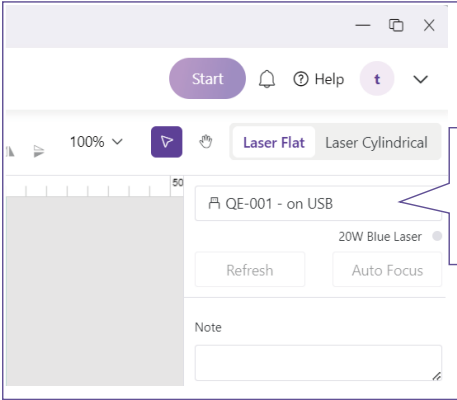 Start
Help
t
100%
Laser Flat
Laser Cylindrical
50
QE-001 - on USB
20W Blue Laser
Refresh
Auto Focus
Note